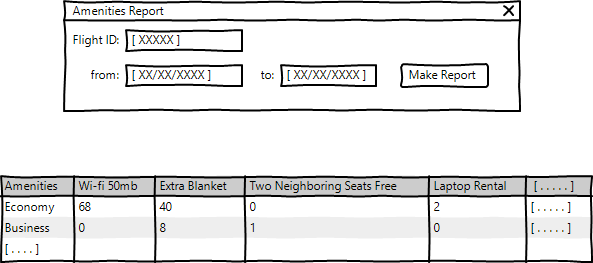 Amenities Report
Flight ID: [ XXXXX ]
from: [ XX/XX/XXXX ] to: [ XX/XX/XXXX ] Make Report
Amenities Wi-fi 50mb Extra Blanket Two Neighboring Seats Free Laptop Rental [ . . . . . ]
Economy 68 40 0 2 [ . . . . . ]
Business 0 8 1 0 [ . . . . . ]
[ . . . . ]